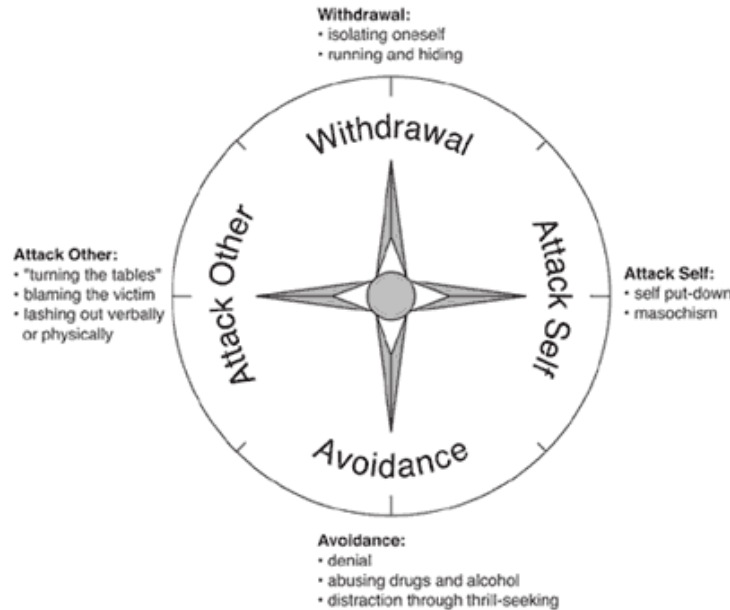 Withdrawal:
• isolating oneself
• running and hiding
Withdrawal
Attack Other:
• "turning the tables"
• blaming the victim
• lashing out verbally
or physically
Attack Other
Attack Self
Attack Self:
• self put-down
• masochism
Avoidance
Avoidance:
• denial
• abusing drugs and alcohol
• distraction through thrill-seeking